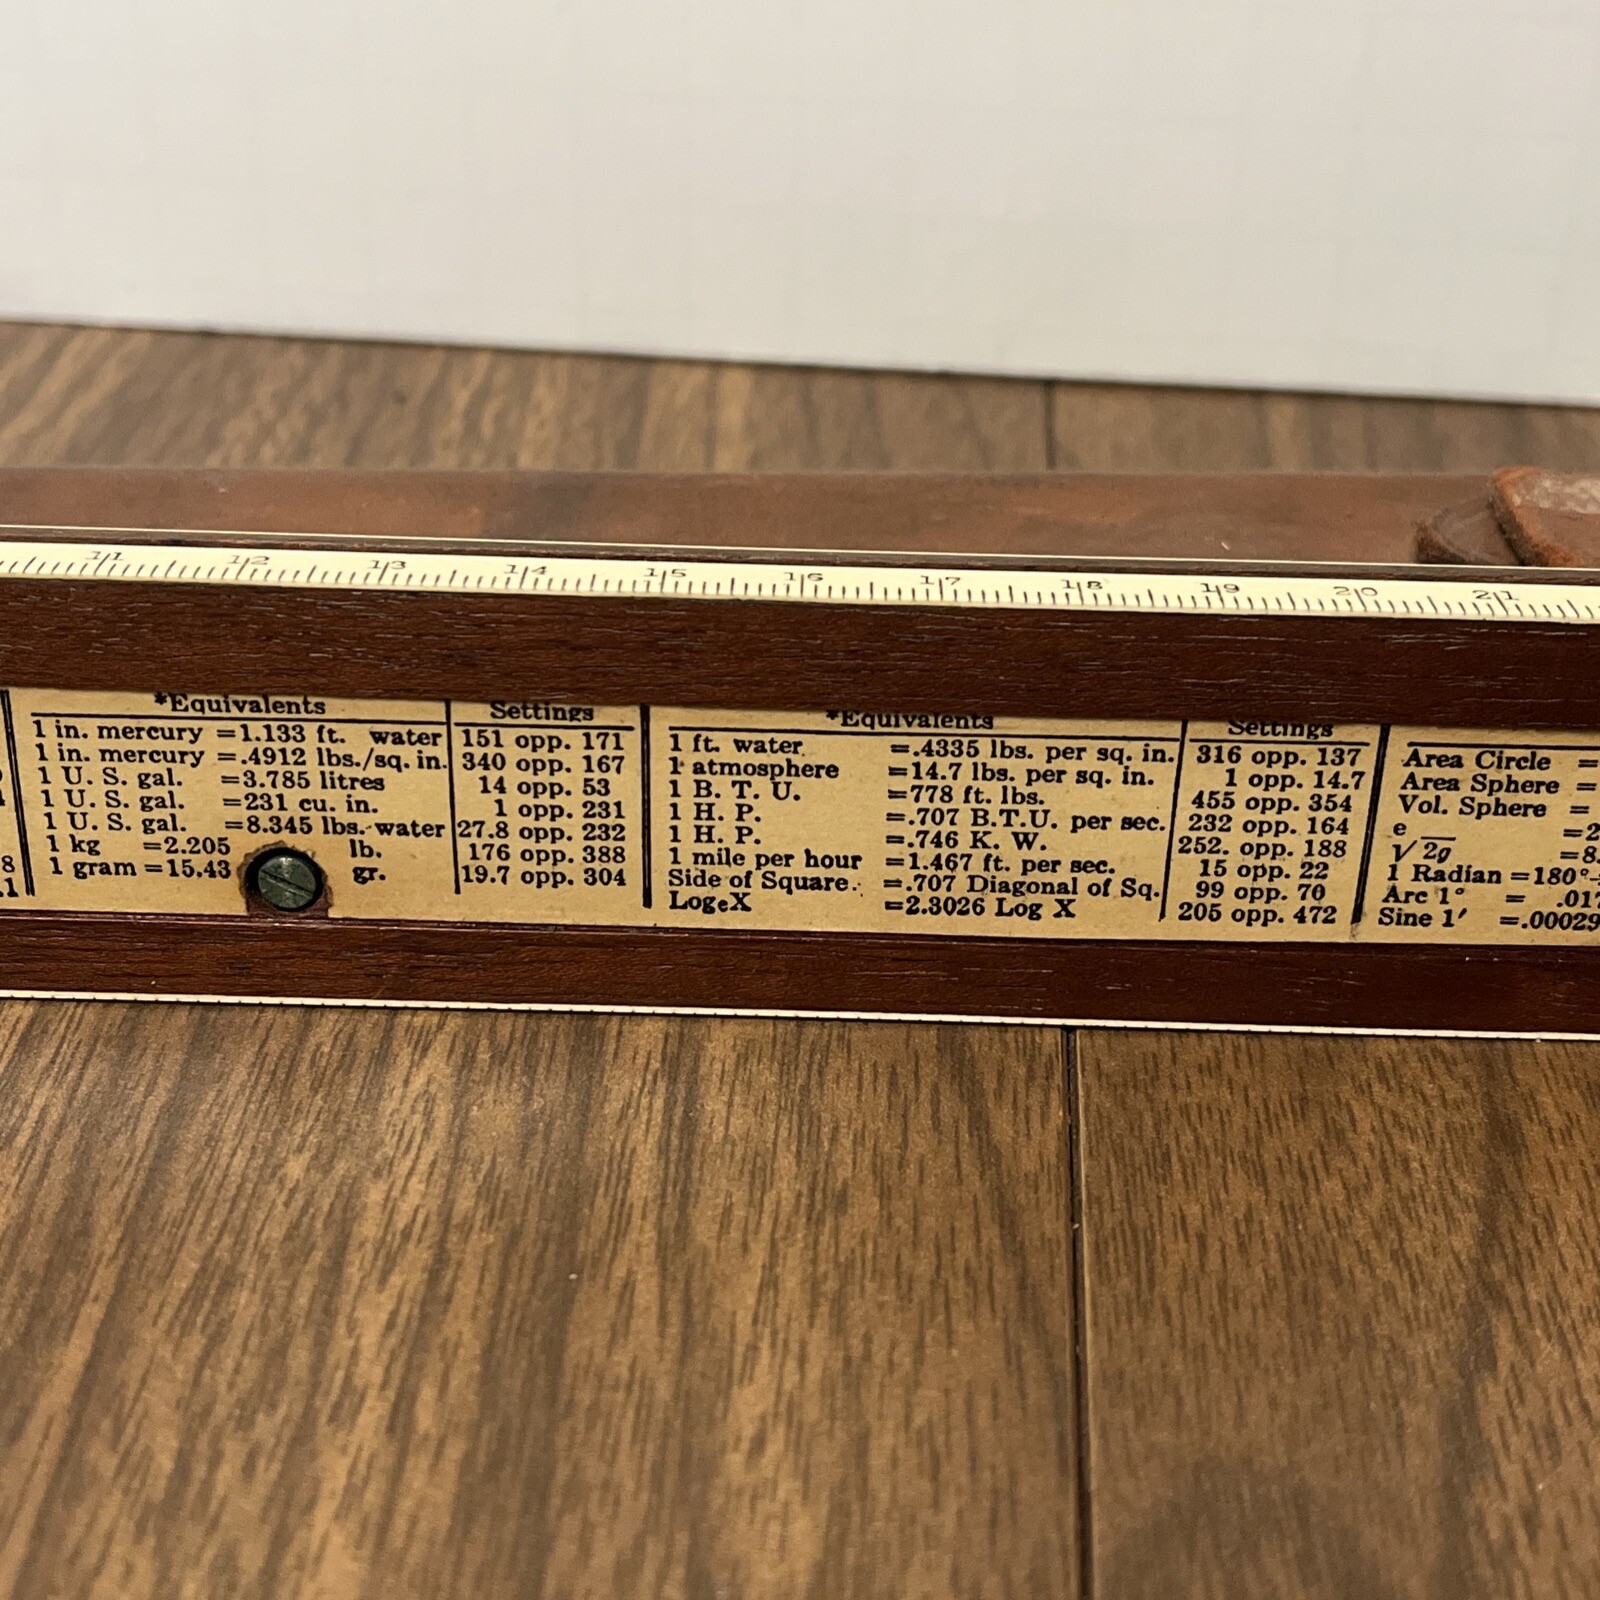 11 12 13 14 15 16 17 18 19 20 21
*Equivalents Settings
1 in. mercury =1.133 ft. water 151 opp. 171
1 in. mercury =.4912 lbs./sq. in. 340 opp. 167
1 U. S. gal. =3.785 litres 14 opp. 53
1 U. S. gal. =231 cu. in. 1 opp. 231
1 U. S. gal. =8.345 lbs. water 27.8 opp. 232
1 kg =2.205 lb. 176 opp. 388
1 gram =15.43 gr. 19.7 opp. 304
*Equivalents Settings
1 ft. water =.4335 lbs. per sq. in. 316 opp. 137
1 atmosphere =14.7 lbs. per sq. in. 1 opp. 14.7
1 B. T. U. =778 ft. lbs. 455 opp. 354
1 H. P. =.707 B.T.U. per sec. 232 opp. 164
1 H. P. =.746 K. W. 252. opp. 188
1 mile per hour =1.467 ft. per sec. 15 opp. 22
Side of Square =.707 Diagonal of Sq. 99 opp. 70
LogeX =2.3026 Log X 205 opp. 472
Area Circle =
Area Sphere =
Vol. Sphere =
e =2
√2g =8.
1 Radian =180°
Arc 1° = .017
Sine 1′ =.00029
8
.1